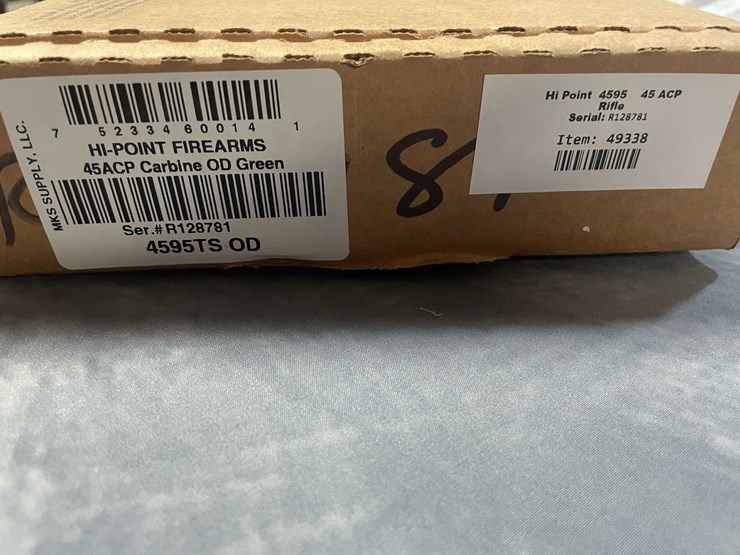 MKS SUPPLY, LLC.
7 52334 60014 1
HI-POINT FIREARMS
45ACP Carbine OD Green
Ser.# R128781
4595TS OD
Hi Point 4595 45 ACP
Rifle
Serial: R128781
Item: 49338